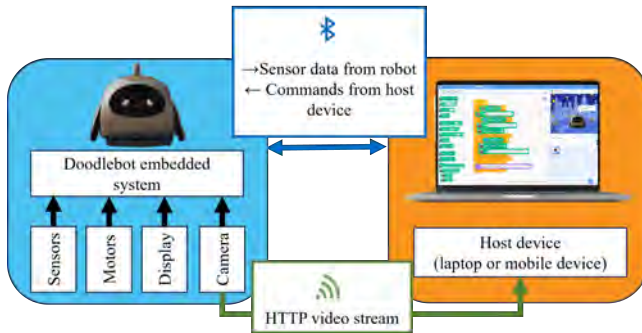 →Sensor data from robot
← Commands from host
device
Doodlebot embedded
system
Sensors
Motors
Display
Camera
Host device
(laptop or mobile device)
HTTP video stream